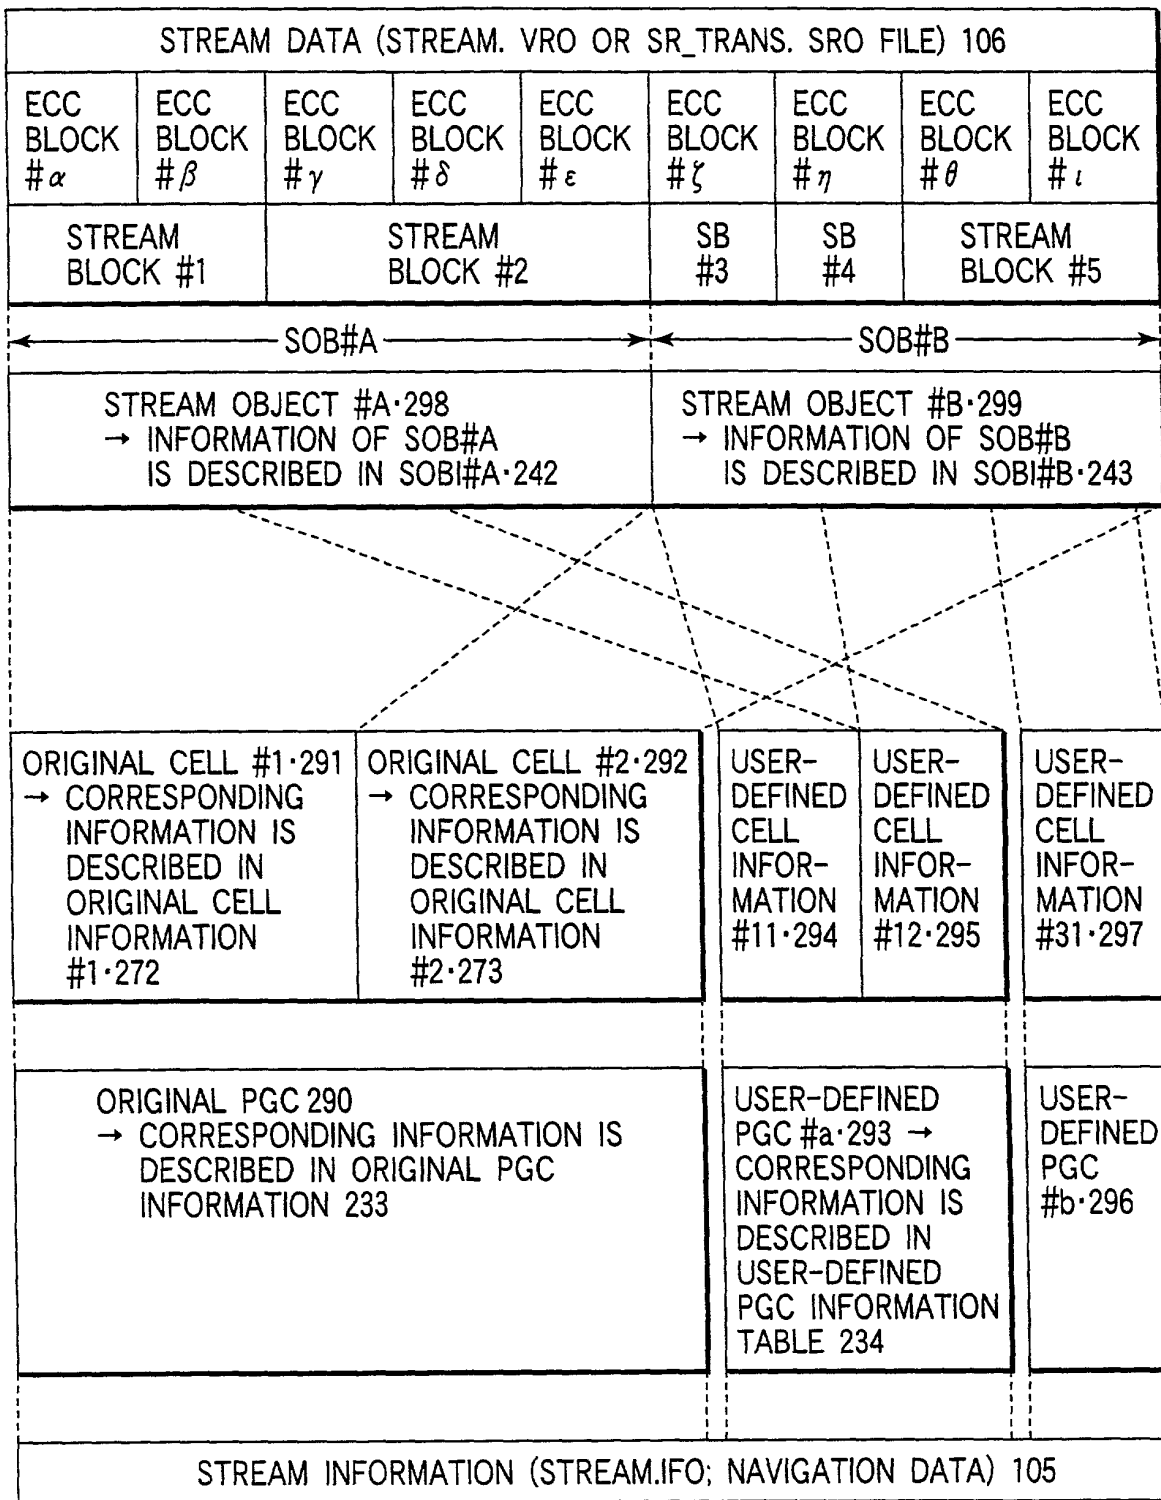 STREAM DATA (STREAM. VRO OR SR_TRANS. SRO FILE) 106
ECC BLOCK #α
ECC BLOCK #β
ECC BLOCK #γ
ECC BLOCK #δ
ECC BLOCK #ε
ECC BLOCK #ζ
ECC BLOCK #η
ECC BLOCK #θ
ECC BLOCK #ι
STREAM
BLOCK #1
STREAM
BLOCK #2
SB
#3
SB
#4
STREAM
BLOCK #5
SOB#A
SOB#B
STREAM OBJECT #A·298
→ INFORMATION OF SOB#A
IS DESCRIBED IN SOBI#A·242
STREAM OBJECT #B·299
→ INFORMATION OF SOB#B
IS DESCRIBED IN SOBI#B·243
ORIGINAL CELL #1·291
→ CORRESPONDING
INFORMATION IS
DESCRIBED IN
ORIGINAL CELL
INFORMATION
#1·272
ORIGINAL CELL #2·292
→ CORRESPONDING
INFORMATION IS
DESCRIBED IN
ORIGINAL CELL
INFORMATION
#2·273
USER-
DEFINED
CELL
INFOR-
MATION
#11·294
USER-
DEFINED
CELL
INFOR-
MATION
#12·295
USER-
DEFINED
CELL
INFOR-
MATION
#31·297
ORIGINAL PGC 290
→ CORRESPONDING INFORMATION IS
DESCRIBED IN ORIGINAL PGC
INFORMATION 233
USER-DEFINED
PGC #a·293 →
CORRESPONDING
INFORMATION IS
DESCRIBED IN
USER-DEFINED
PGC INFORMATION
TABLE 234
USER-
DEFINED
PGC
#b·296
STREAM INFORMATION (STREAM.IFO; NAVIGATION DATA) 105